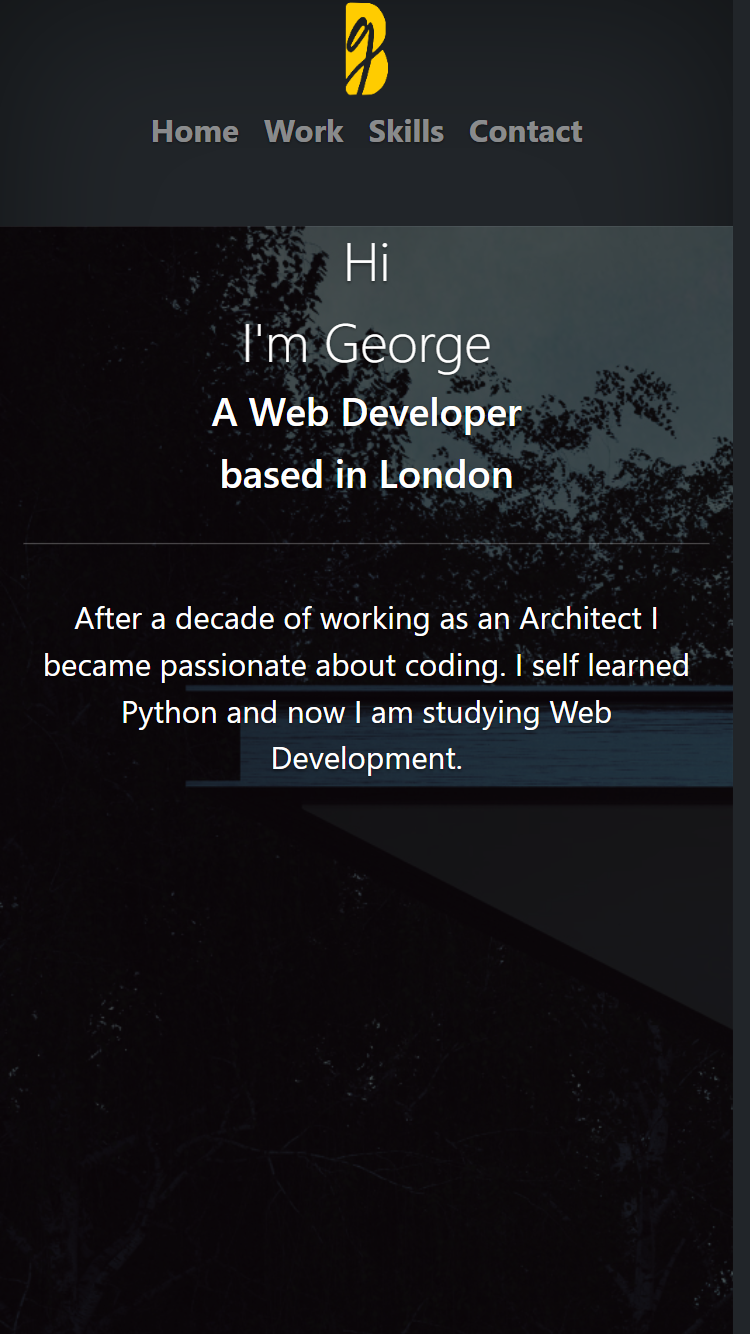 gB
Home Work Skills Contact
Hi
I'm George
A Web Developer
based in London
After a decade of working as an Architect I
became passionate about coding. I self learned
Python and now I am studying Web
Development.